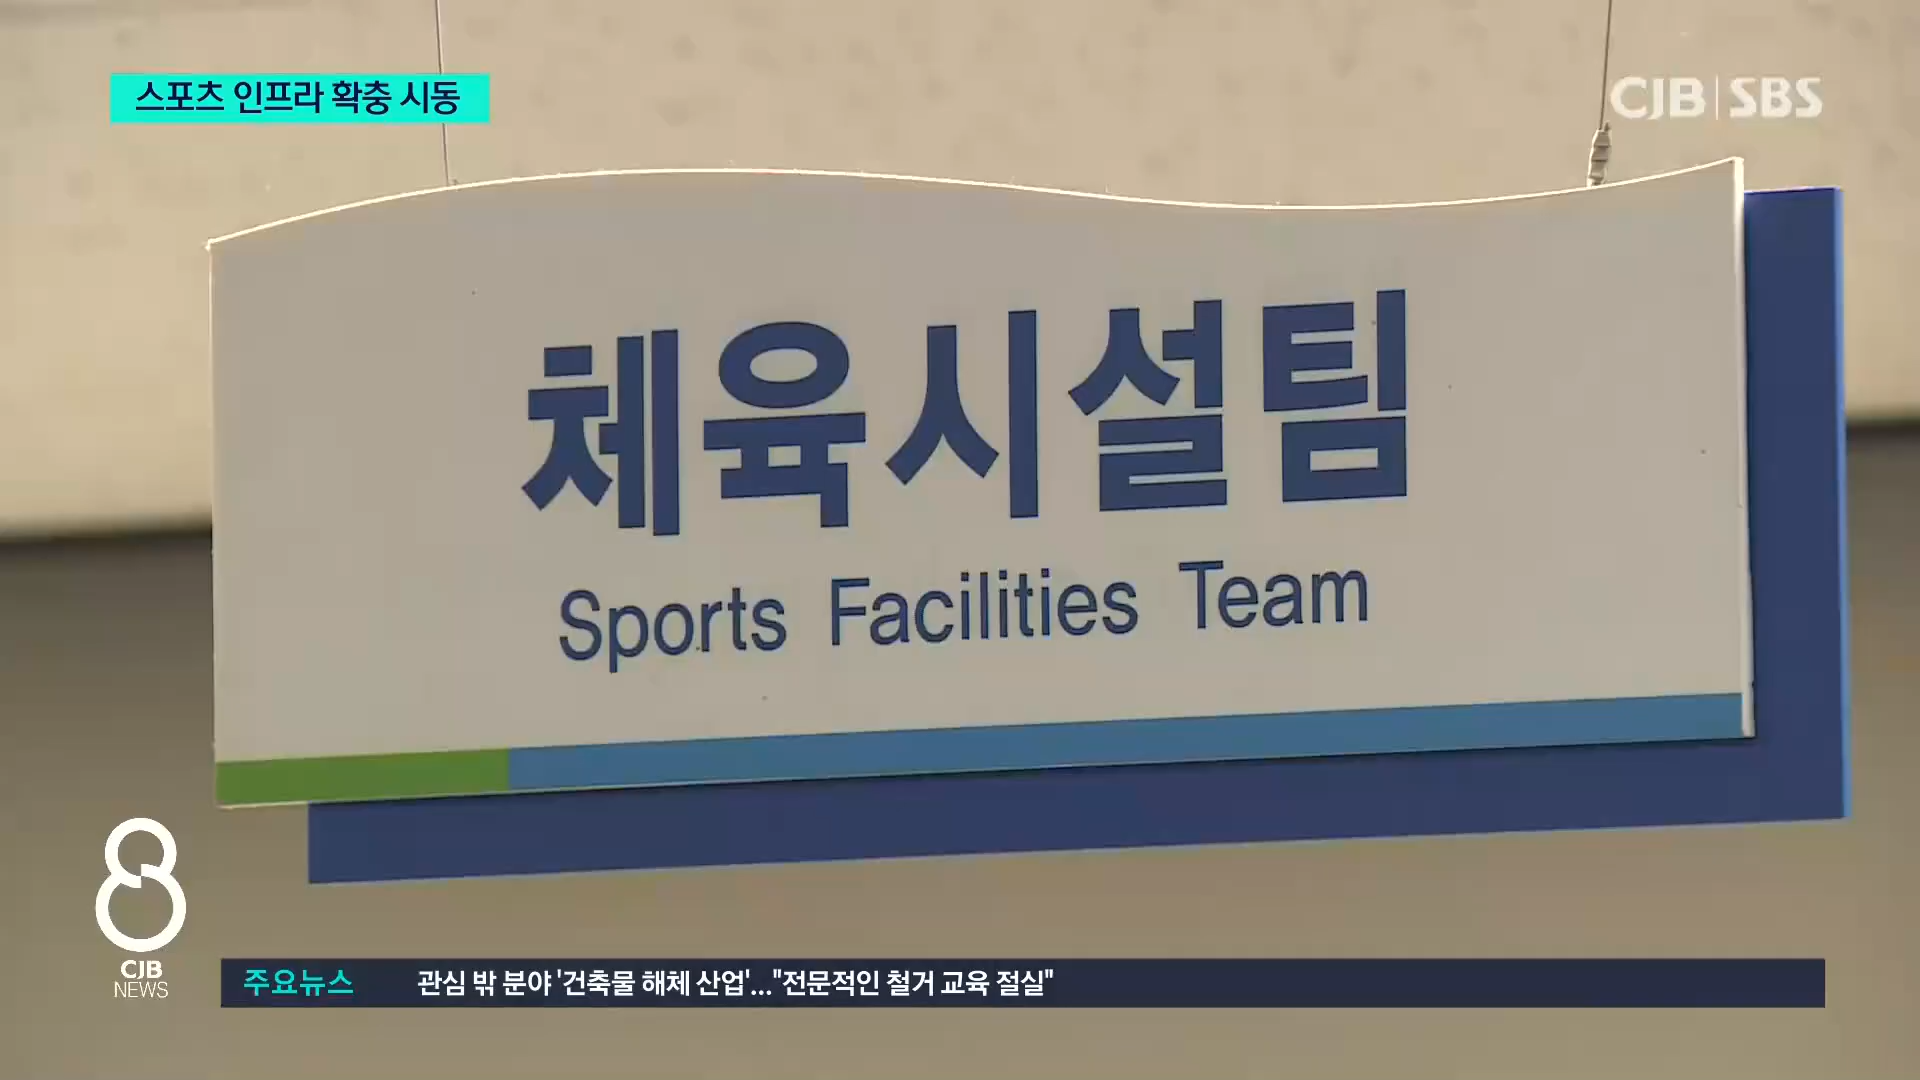 스포츠 인프라 확충 시동
CJB SBS
체육시설팀
Sports Facilities Team
8
CJB
NEWS
주요뉴스 관심 밖 분야 '건축물 해체 산업'..."전문적인 철거 교육 절실"